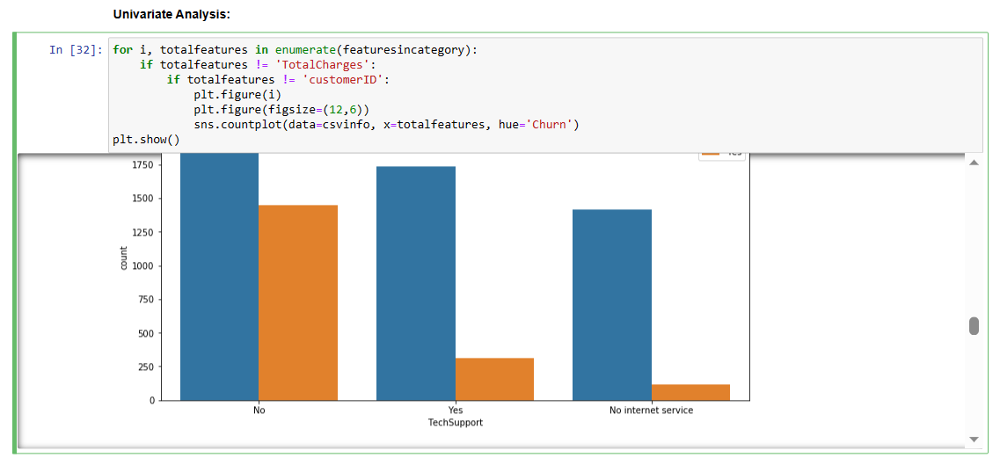 Univariate Analysis:
In [32]: for i, totalfeatures in enumerate(featuresincategory):
    if totalfeatures != 'TotalCharges':
        if totalfeatures != 'customerID':
            plt.figure(i)
            plt.figure(figsize=(12,6))
            sns.countplot(data=csvinfo, x=totalfeatures, hue='Churn')
plt.show()
1750
1500
1250
1000
750
500
250
0
count
No
Yes
No internet service
TechSupport